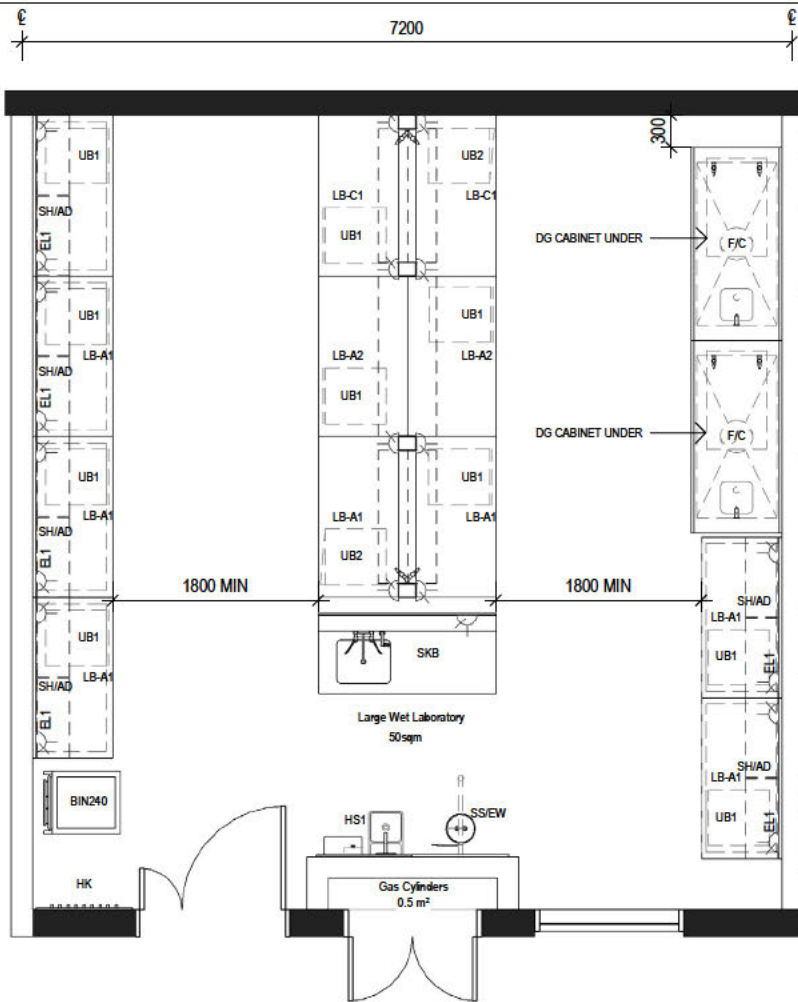 ℄
℄
7200
300
UB1
SH/AD
EL1
UB1
LB-A1
SH/AD
EL1
UB1
LB-A1
SH/AD
EL1
UB1
LB-A1
SH/AD
EL1
UB2
LB-C1
LB-C1
UB1
UB1
LB-A2
LB-A2
UB1
UB1
LB-A1
LB-A1
UB2
DG CABINET UNDER
F/C
DG CABINET UNDER
F/C
1800 MIN
1800 MIN
SH/AD
LB-A1
UB1
EL1
SH/AD
LB-A1
UB1
EL1
SKB
Large Wet Laboratory
50sqm
BIN240
HS1
SS/EW
HK
Gas Cylinders
0.5 m²